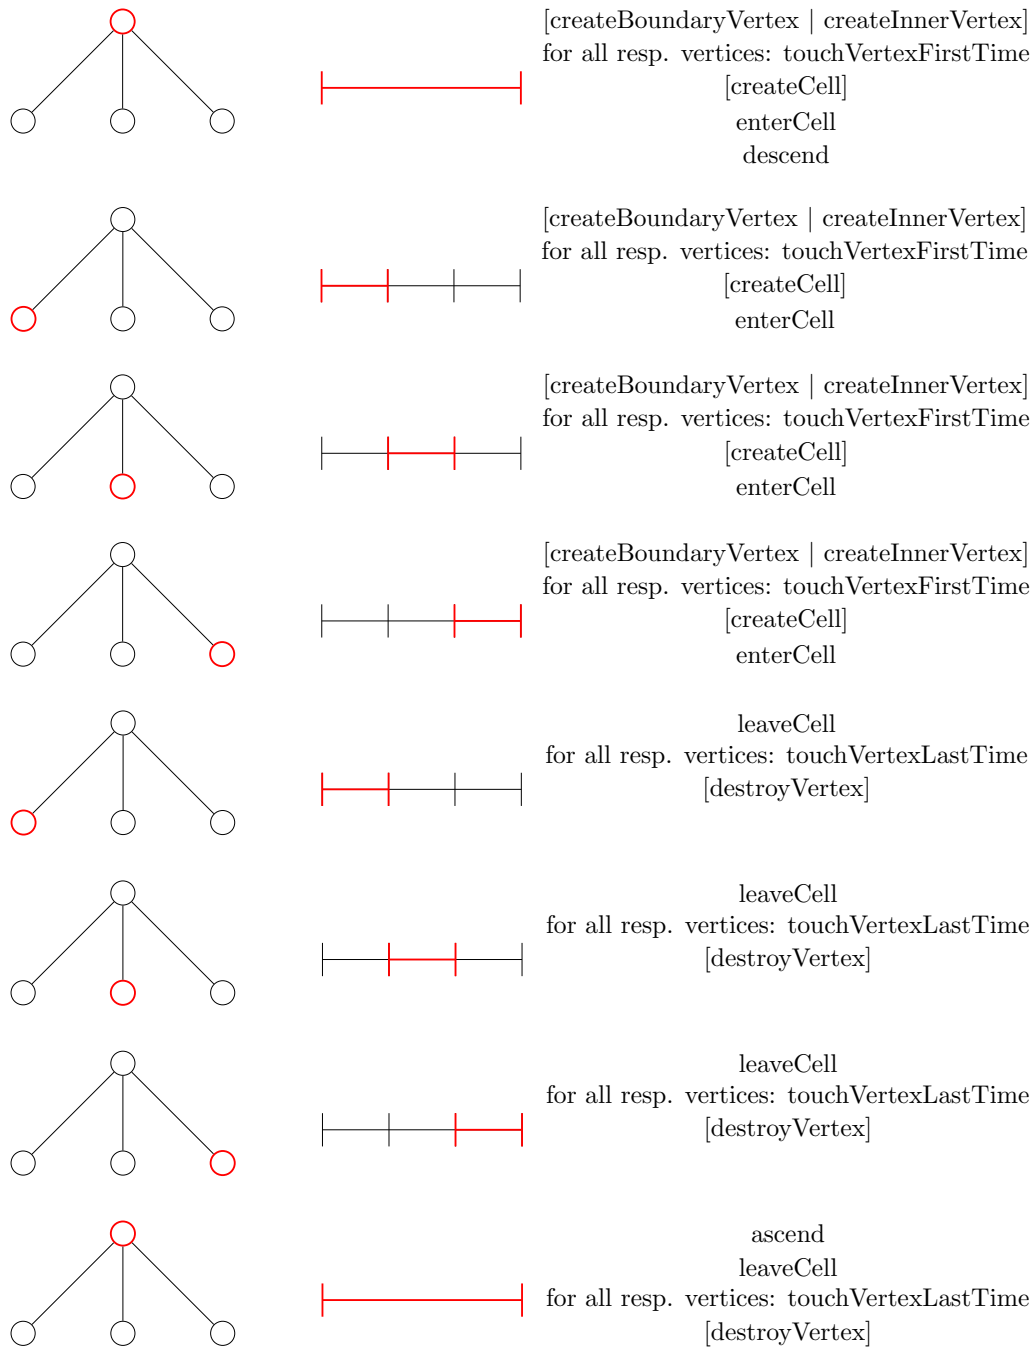 [createBoundaryVertex | createInnerVertex]
for all resp. vertices: touchVertexFirstTime
[createCell]
enterCell
descend
[createBoundaryVertex | createInnerVertex]
for all resp. vertices: touchVertexFirstTime
[createCell]
enterCell
[createBoundaryVertex | createInnerVertex]
for all resp. vertices: touchVertexFirstTime
[createCell]
enterCell
[createBoundaryVertex | createInnerVertex]
for all resp. vertices: touchVertexFirstTime
[createCell]
enterCell
leaveCell
for all resp. vertices: touchVertexLastTime
[destroyVertex]
leaveCell
for all resp. vertices: touchVertexLastTime
[destroyVertex]
leaveCell
for all resp. vertices: touchVertexLastTime
[destroyVertex]
ascend
leaveCell
for all resp. vertices: touchVertexLastTime
[destroyVertex]